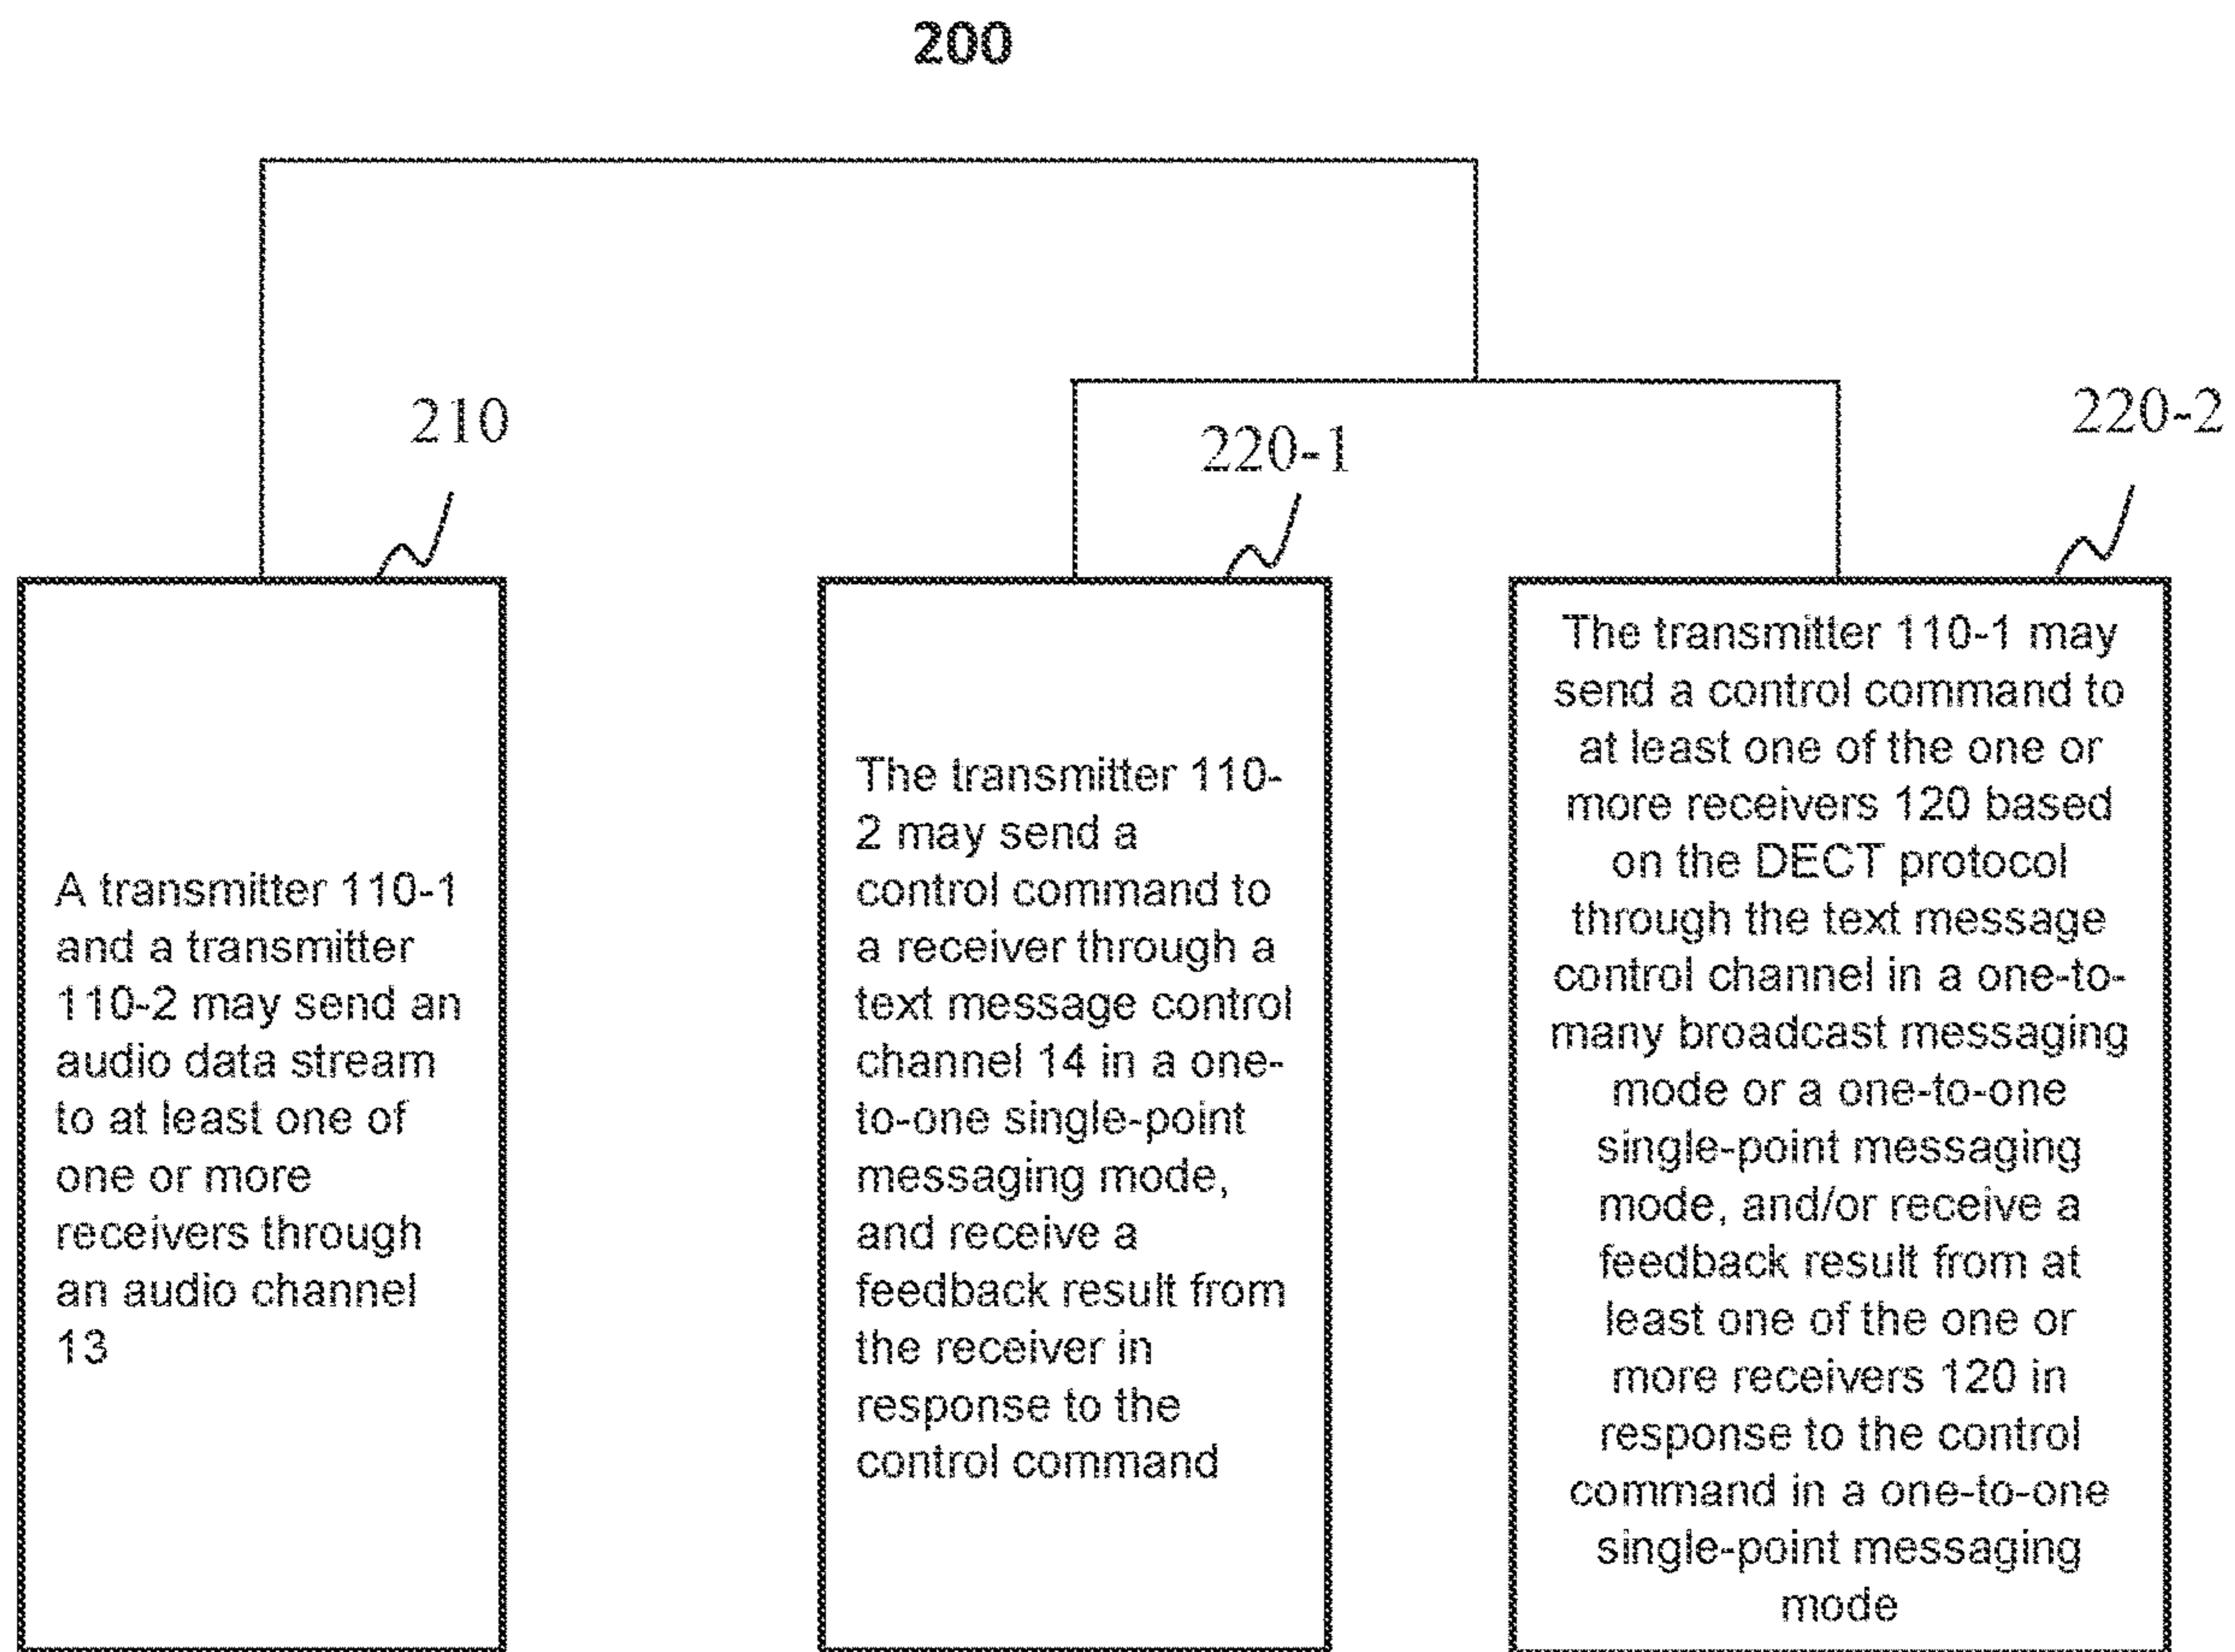 200
210
220-1
220-2
A transmitter 110-1
and a transmitter
110-2 may send an
audio data stream
to at least one of
one or more
receivers through
an audio channel
13
The transmitter 110-
2 may send a
control command to
a receiver through a
text message control
channel 14 in a one-
to-one single-point
messaging mode,
and receive a
feedback result from
the receiver in
response to the
control command
The transmitter 110-1 may
send a control command to
at least one of the one or
more receivers 120 based
on the DECT protocol
through the text message
control channel in a one-to-
many broadcast messaging
mode or a one-to-one
single-point messaging
mode, and/or receive a
feedback result from at
least one of the one or
more receivers 120 in
response to the control
command in a one-to-one
single-point messaging
mode